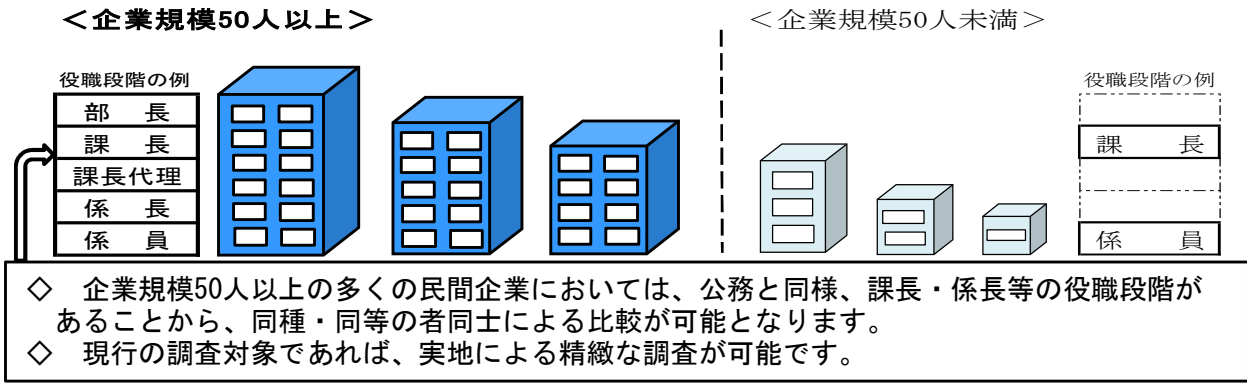 ＜企業規模50人以上＞
＜企業規模50人未満＞
役職段階の例
部　長
課　長
課長代理
係　長
係　員
役職段階の例
課　長
係　員
◇　企業規模50人以上の多くの民間企業においては、公務と同様、課長・係長等の役職段階が
あることから、同種・同等の者同士による比較が可能となります。
◇　現行の調査対象であれば、実地による精緻な調査が可能です。